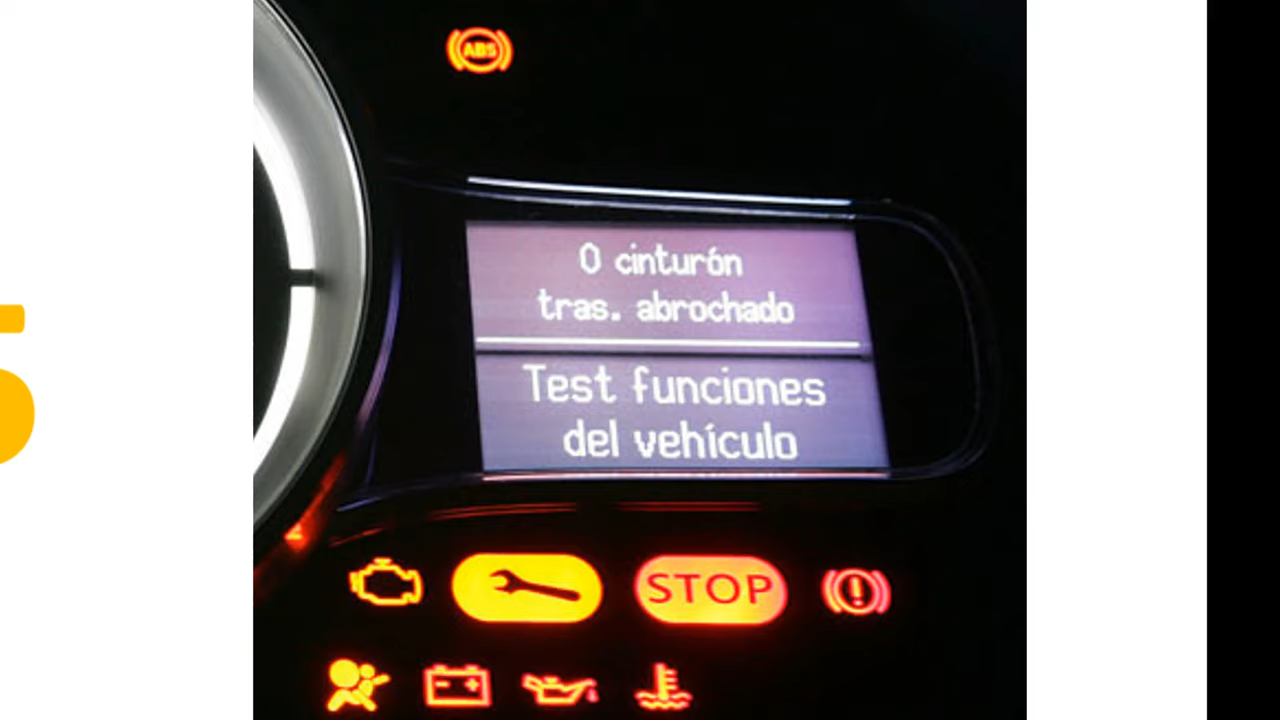 ABS
0 cinturón
tras. abrochado
Test funciones
del vehículo
STOP